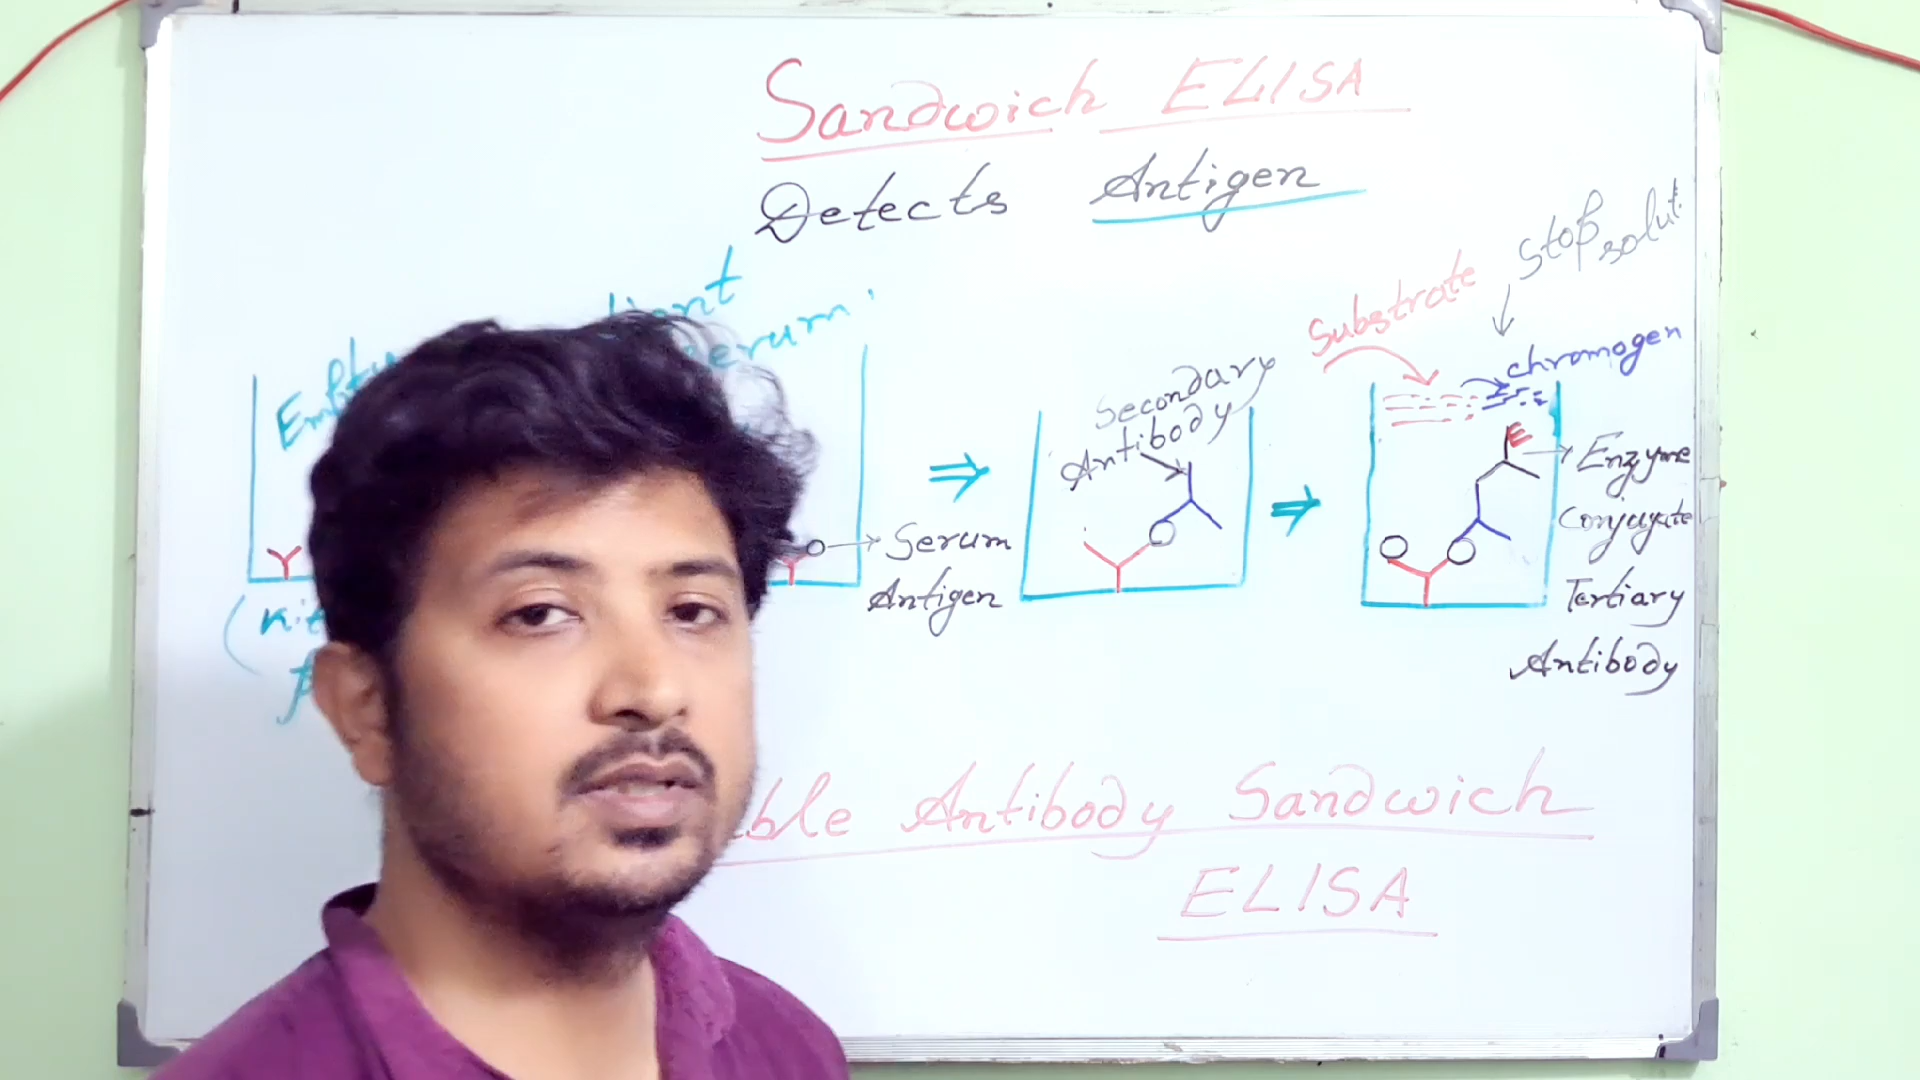 Sandwich ELISA
Detects Antigen
Serum
Serum
Antigen
Secondary
Antibody
Substrate
Stop solut.
chromogen
E
Enzyme
Conjugate
Tertiary
Antibody
Antibody Sandwich
ELISA